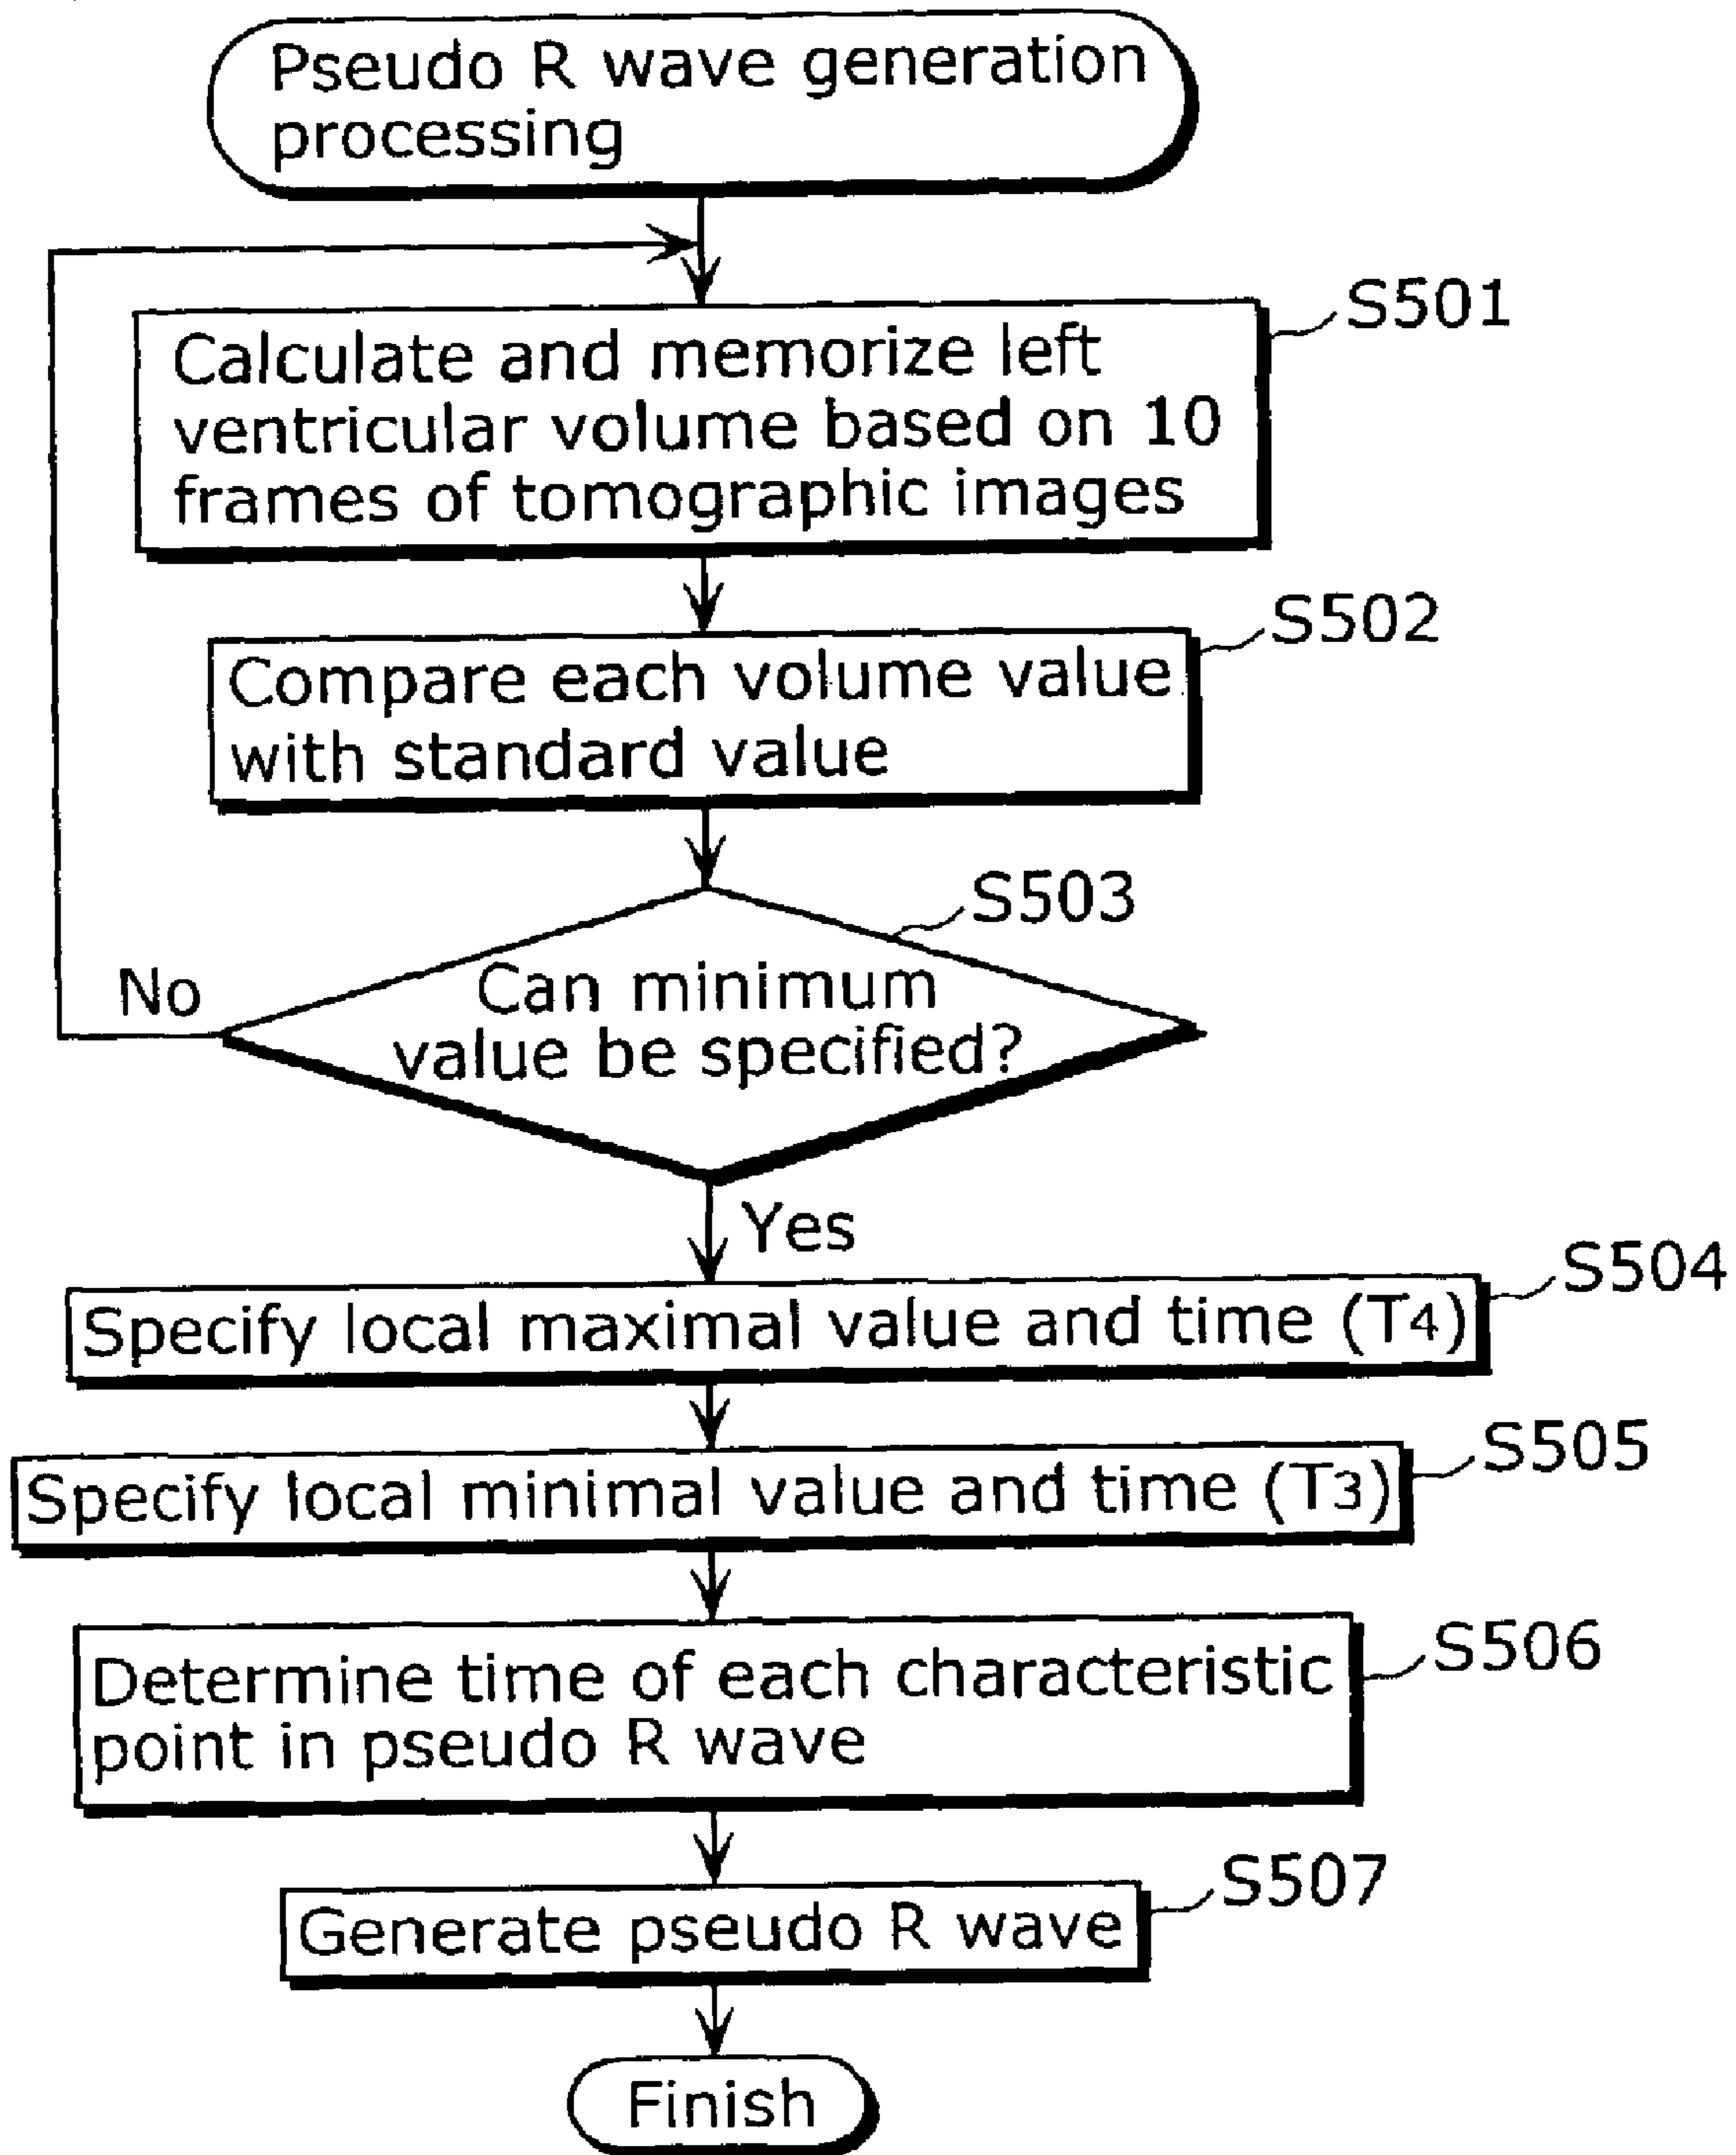 Pseudo R wave generation
processing
S501
Calculate and memorize left
ventricular volume based on 10
frames of tomographic images
S502
Compare each volume value
with standard value
S503
Can minimum
value be specified?
No
Yes
S504
Specify local maximal value and time (T4)
S505
Specify local minimal value and time (T3)
S506
Determine time of each characteristic
point in pseudo R wave
S507
Generate pseudo R wave
Finish